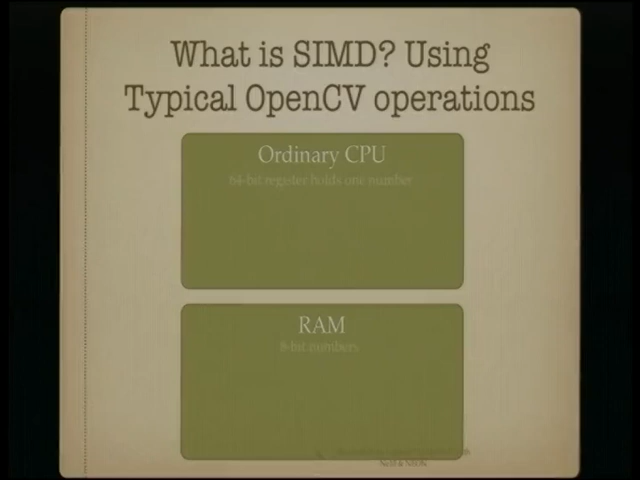 What is SIMD? Using
Typical OpenCV operations
Ordinary CPU
64-bit register holds one number
RAM
8-bit numbers